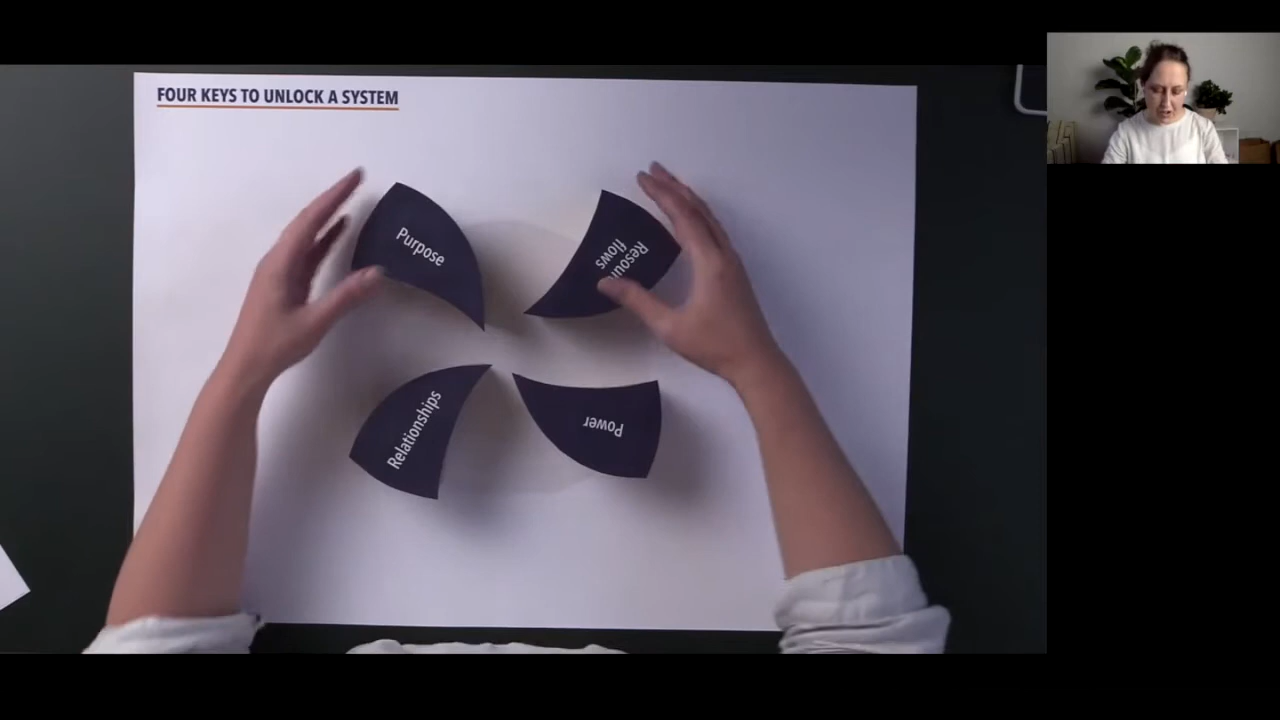 FOUR KEYS TO UNLOCK A SYSTEM
Purpose
flows
Relationships
Power